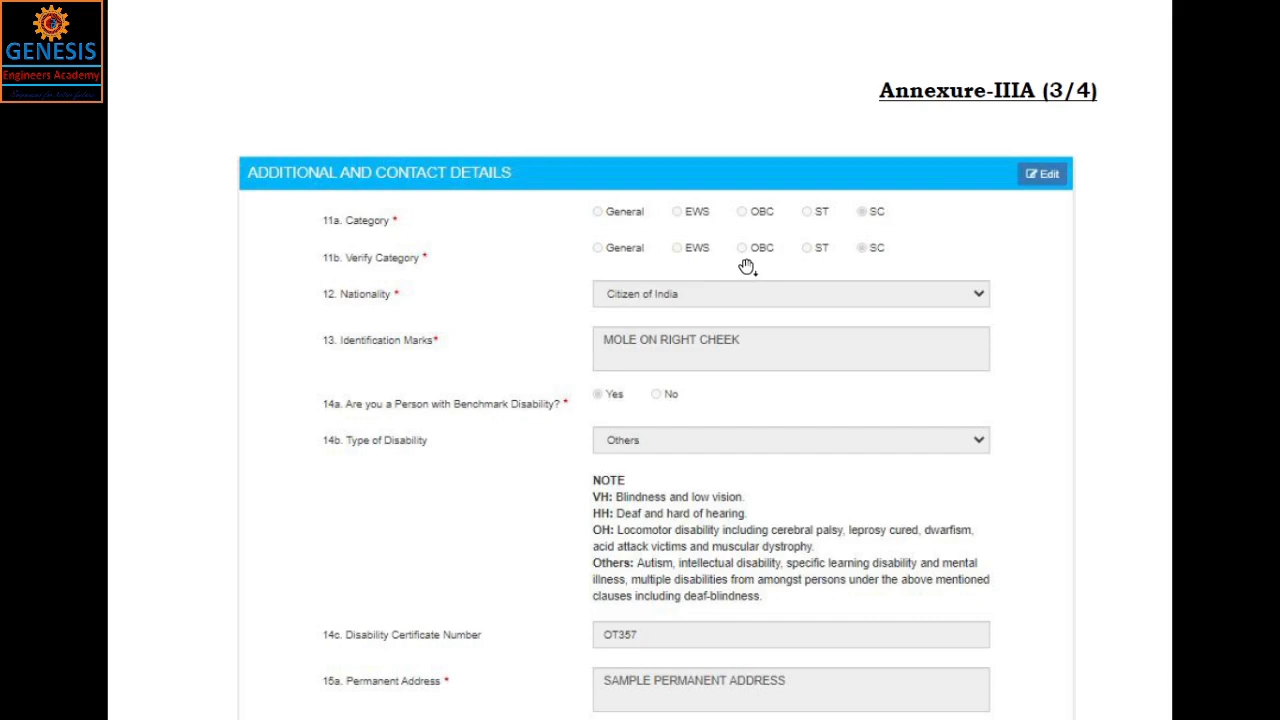 GENESIS
Engineers Academy
Annexure-IIIA (3/4)
ADDITIONAL AND CONTACT DETAILS
Edit
11a. Category *
General EWS OBC ST SC
11b. Verify Category *
General EWS OBC ST SC
12. Nationality *
Citizen of India
13. Identification Marks*
MOLE ON RIGHT CHEEK
14a. Are you a Person with Benchmark Disability? *
Yes No
14b. Type of Disability
Others
NOTE
VH: Blindness and low vision.
HH: Deaf and hard of hearing.
OH: Locomotor disability including cerebral palsy, leprosy cured, dwarfism,
acid attack victims and muscular dystrophy.
Others: Autism, intellectual disability, specific learning disability and mental
illness, multiple disabilities from amongst persons under the above mentioned
clauses including deaf-blindness.
14c. Disability Certificate Number
OT357
15a. Permanent Address *
SAMPLE PERMANENT ADDRESS